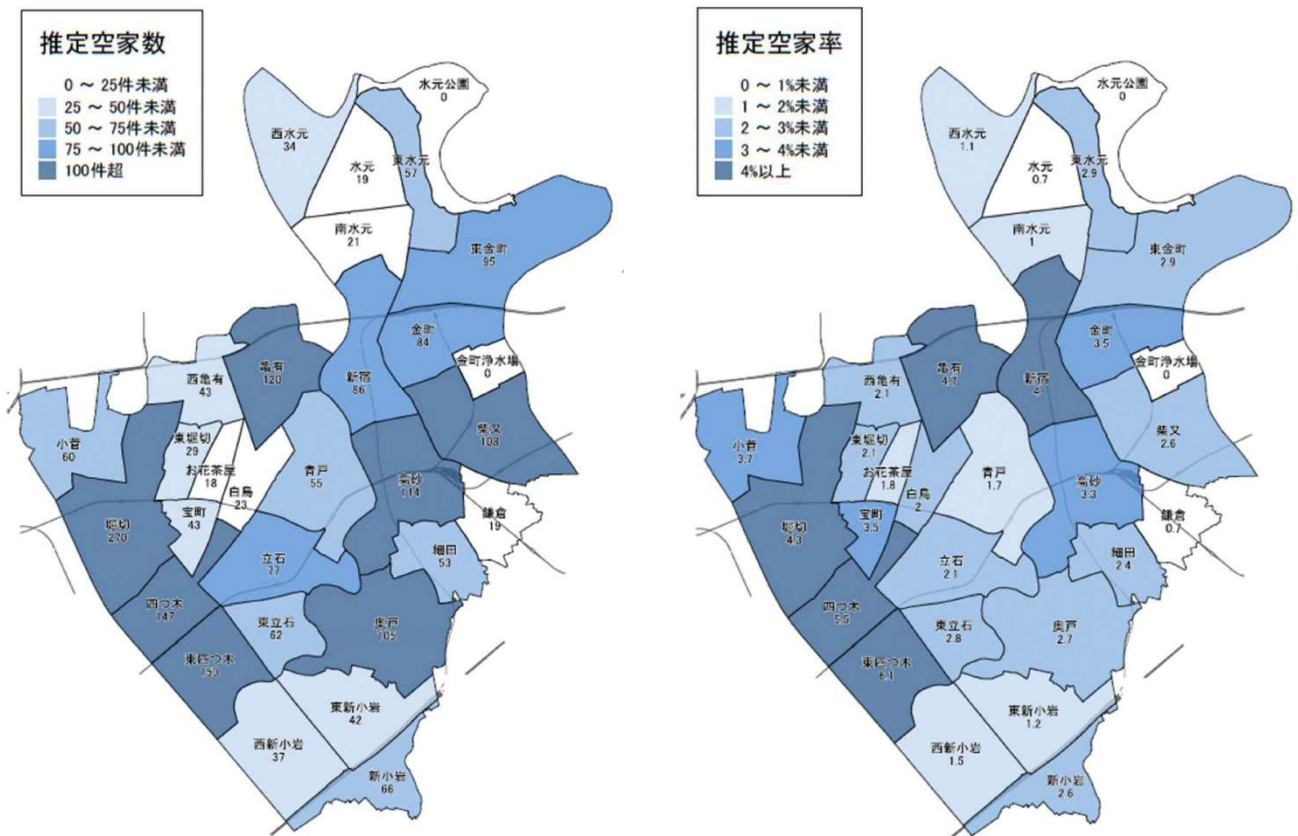 推定空家数
0 ～ 25件未満
25 ～ 50件未満
50 ～ 75件未満
75 ～ 100件未満
100件超
水元公園
0
西水元
34
水元
19
東水元
57
南水元
21
東金町
95
金町
84
金町浄水場
0
亀有
120
西亀有
43
新宿
86
柴又
108
小菅
60
東堀切
29
お花茶屋
18
白鳥
23
青戸
55
高砂
114
鎌倉
19
宝町
43
堀切
270
立石
77
細田
53
四つ木
147
東立石
62
奥戸
105
東四つ木
153
東新小岩
42
西新小岩
37
新小岩
66
推定空家率
0 ～ 1%未満
1 ～ 2%未満
2 ～ 3%未満
3 ～ 4%未満
4%以上
水元公園
0
西水元
1.1
水元
0.7
東水元
2.9
南水元
1
東金町
2.9
金町
3.5
金町浄水場
0
亀有
4.7
西亀有
2.1
新宿
4
柴又
2.6
小菅
3.7
東堀切
2.1
お花茶屋
1.8
白鳥
2
青戸
1.7
高砂
3.3
鎌倉
0.7
宝町
3.5
堀切
4.3
立石
2.1
細田
2.4
四つ木
5.5
東立石
2.8
奥戸
2.7
東四つ木
6.1
東新小岩
1.2
西新小岩
1.5
新小岩
2.6